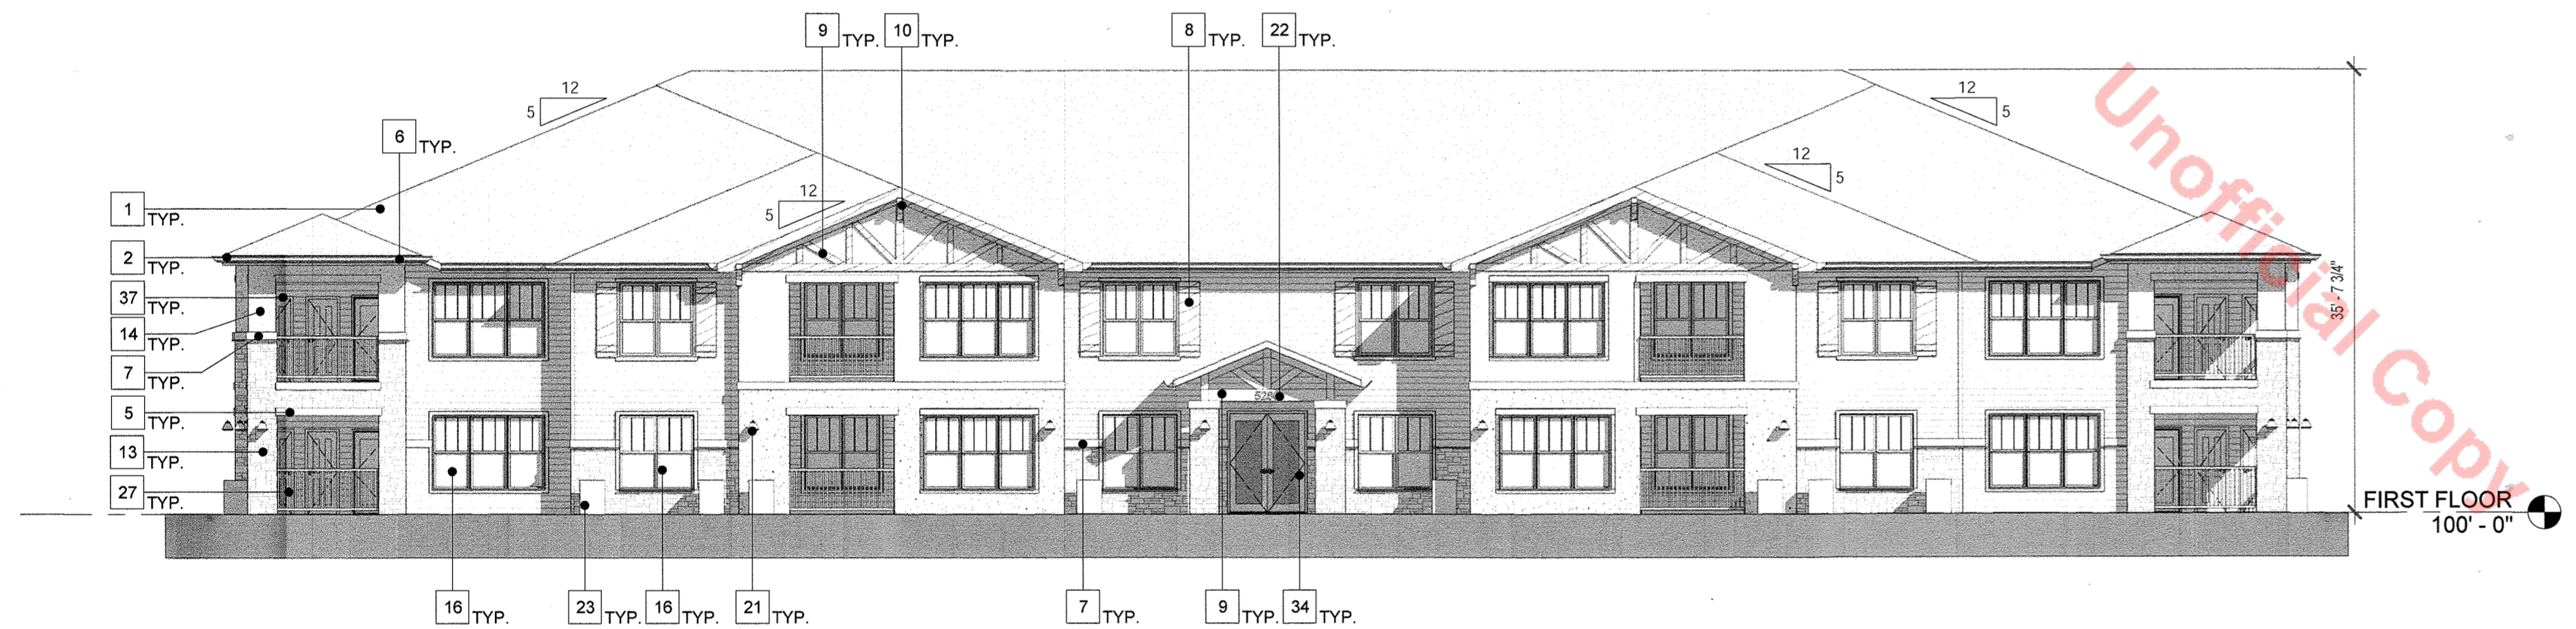 9 TYP.
10 TYP.
8 TYP.
22 TYP.
12
5
12
5
6 TYP.
12
5
1 TYP.
12
5
2 TYP.
37 TYP.
14 TYP.
7 TYP.
5 TYP.
13 TYP.
27 TYP.
35' - 7 3/4"
Unofficial Copy
FIRST FLOOR
100' - 0"
16 TYP.
23 TYP.
16 TYP.
21 TYP.
7 TYP.
9 TYP.
34 TYP.